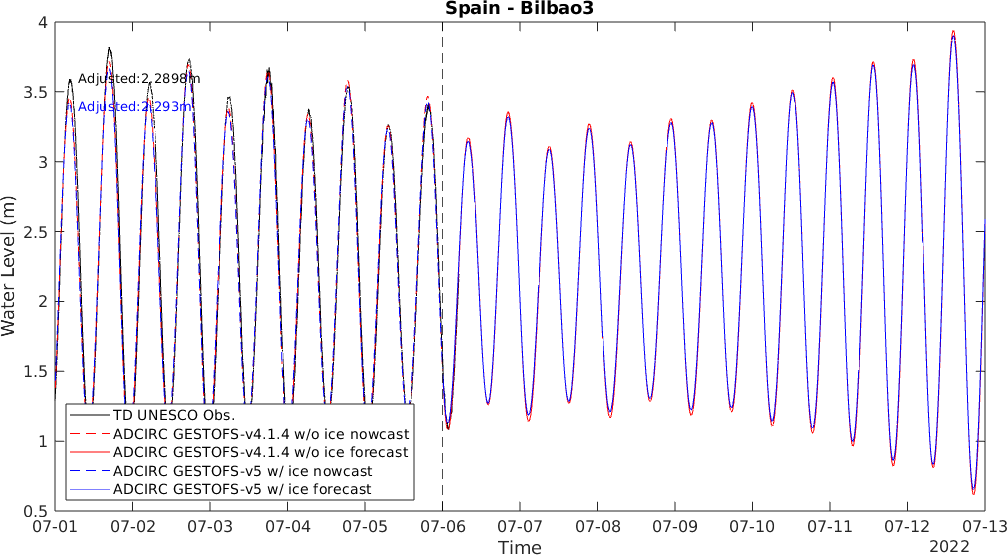 Spain - Bilbao3
4
3.5
3
2.5
2
1.5
1
0.5
Water Level (m)
Adjusted:2.2898m
Adjusted:2.293m
TD UNESCO Obs.
ADCIRC GESTOFS-v4.1.4 w/o ice nowcast
ADCIRC GESTOFS-v4.1.4 w/o ice forecast
ADCIRC GESTOFS-v5 w/ ice nowcast
ADCIRC GESTOFS-v5 w/ ice forecast
07-01 07-02 07-03 07-04 07-05 07-06 07-07 07-08 07-09 07-10 07-11 07-12 07-13
Time
2022